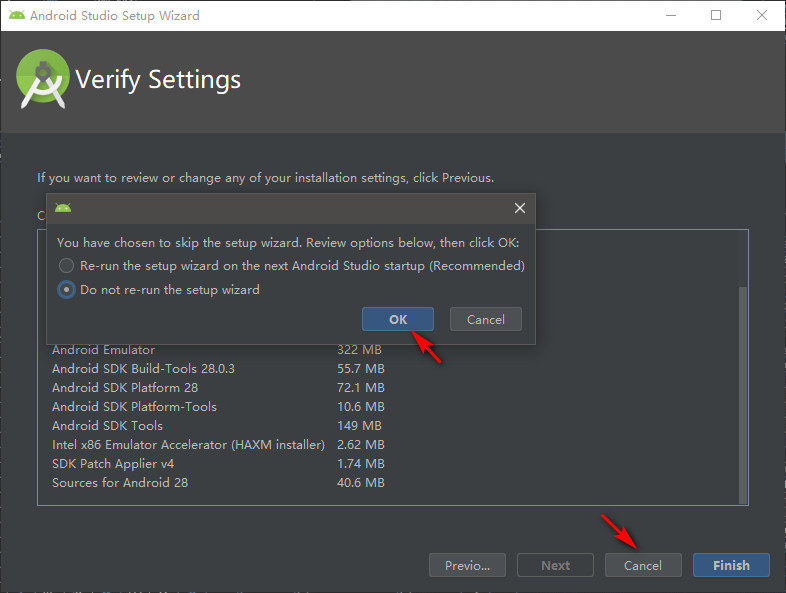 Android Studio Setup Wizard
Verify Settings
If you want to review or change any of your installation settings, click Previous.
C
You have chosen to skip the setup wizard. Review options below, then click OK:
Re-run the setup wizard on the next Android Studio startup (Recommended)
Do not re-run the setup wizard
OK Cancel
Android Emulator 322 MB
Android SDK Build-Tools 28.0.3 55.7 MB
Android SDK Platform 28 72.1 MB
Android SDK Platform-Tools 10.6 MB
Android SDK Tools 149 MB
Intel x86 Emulator Accelerator (HAXM installer) 2.62 MB
SDK Patch Applier v4 1.74 MB
Sources for Android 28 40.6 MB
Previo... Next Cancel Finish